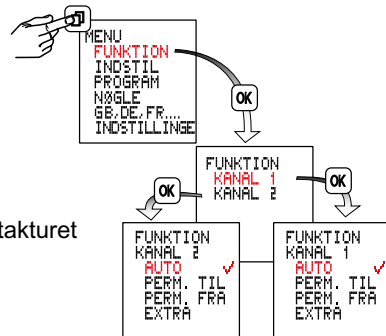 MENU
FUNKTION
INDSTIL
PROGRAM
NØGLE
GB,DE,FR....
INDSTILLINGE
OK
FUNKTION
KANAL 1
KANAL 2
OK
OK
takturet
FUNKTION
KANAL 2
AUTO ✓
PERM. TIL
PERM. FRA
EXTRA
FUNKTION
KANAL 1
AUTO ✓
PERM. TIL
PERM. FRA
EXTRA